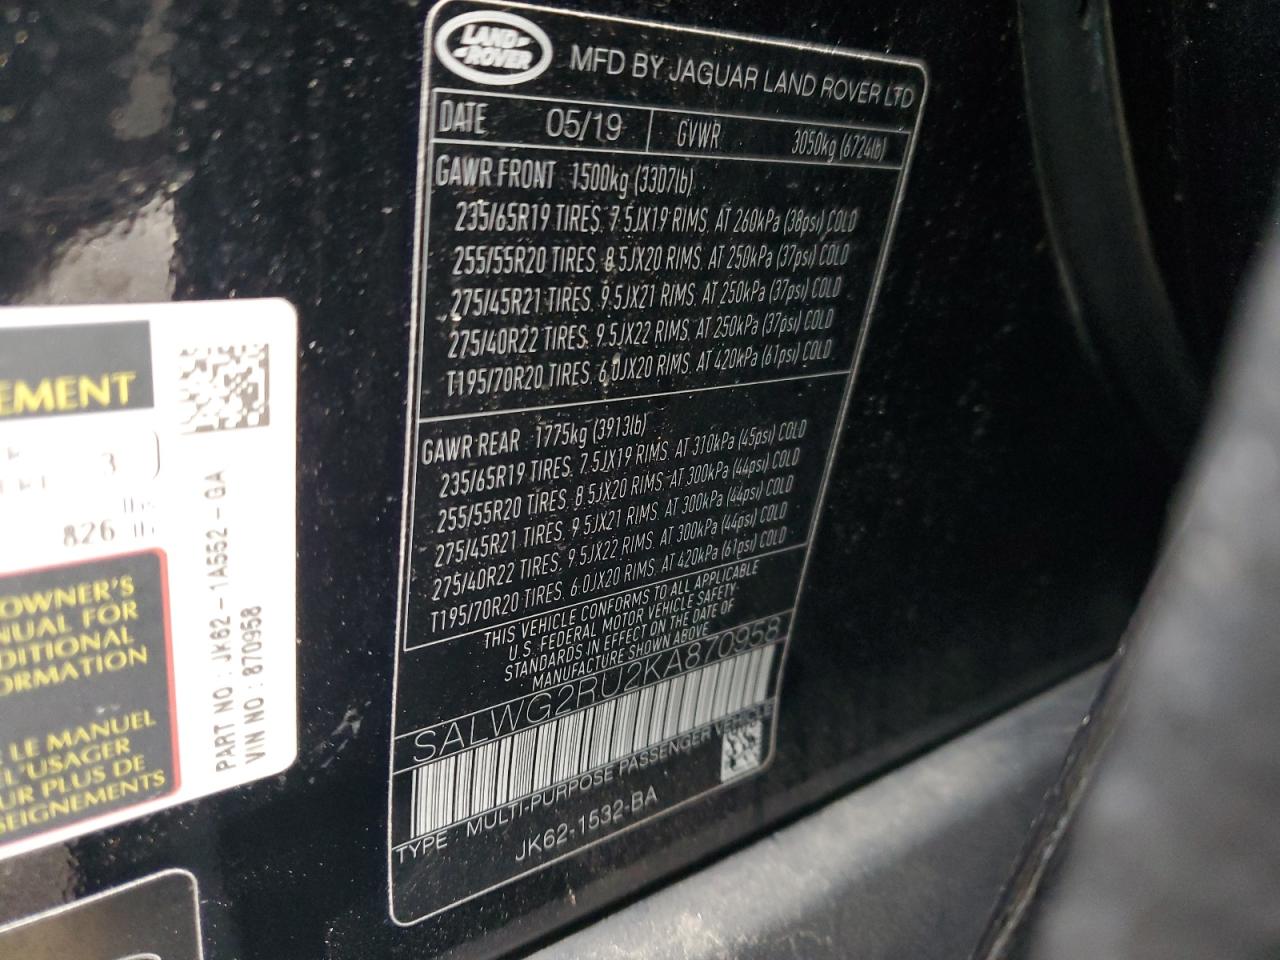 LAND ROVER
MFD BY JAGUAR LAND ROVER LTD
DATE 05/19 GVWR 3050kg (6724lb)
GAWR FRONT 1500kg (3307lb)
235/65R19 TIRES, 7.5JX19 RIMS, AT 260kPa (38psi) COLD
255/55R20 TIRES, 8.5JX20 RIMS, AT 250kPa (37psi) COLD
275/45R21 TIRES, 9.5JX21 RIMS, AT 250kPa (37psi) COLD
275/40R22 TIRES, 9.5JX22 RIMS, AT 250kPa (37psi) COLD
T195/70R20 TIRES, 6.0JX20 RIMS, AT 420kPa (61psi) COLD
GAWR REAR 1775kg (3913lb)
235/65R19 TIRES, 7.5JX19 RIMS, AT 310kPa (45psi) COLD
255/55R20 TIRES, 8.5JX20 RIMS, AT 300kPa (44psi) COLD
275/45R21 TIRES, 9.5JX21 RIMS, AT 300kPa (44psi) COLD
275/40R22 TIRES, 9.5JX22 RIMS, AT 300kPa (44psi) COLD
T195/70R20 TIRES, 6.0JX20 RIMS, AT 420kPa (61psi) COLD
THIS VEHICLE CONFORMS TO ALL APPLICABLE
U.S. FEDERAL MOTOR VEHICLE SAFETY-
STANDARDS IN EFFECT ON THE DATE OF
MANUFACTURE SHOWN ABOVE
SALWG2RU2KA870958
TYPE MULTI-PURPOSE PASSENGER VEHICLE
JK62-1532-BA
EMENT
3
lbs
826 lb
OWNER'S
NUAL FOR
DITIONAL
ORMATION
LE MANUEL
L'USAGER
UR PLUS DE
SEIGNEMENTS
PART NO : JK62-1A552-GA
VIN NO : 870958